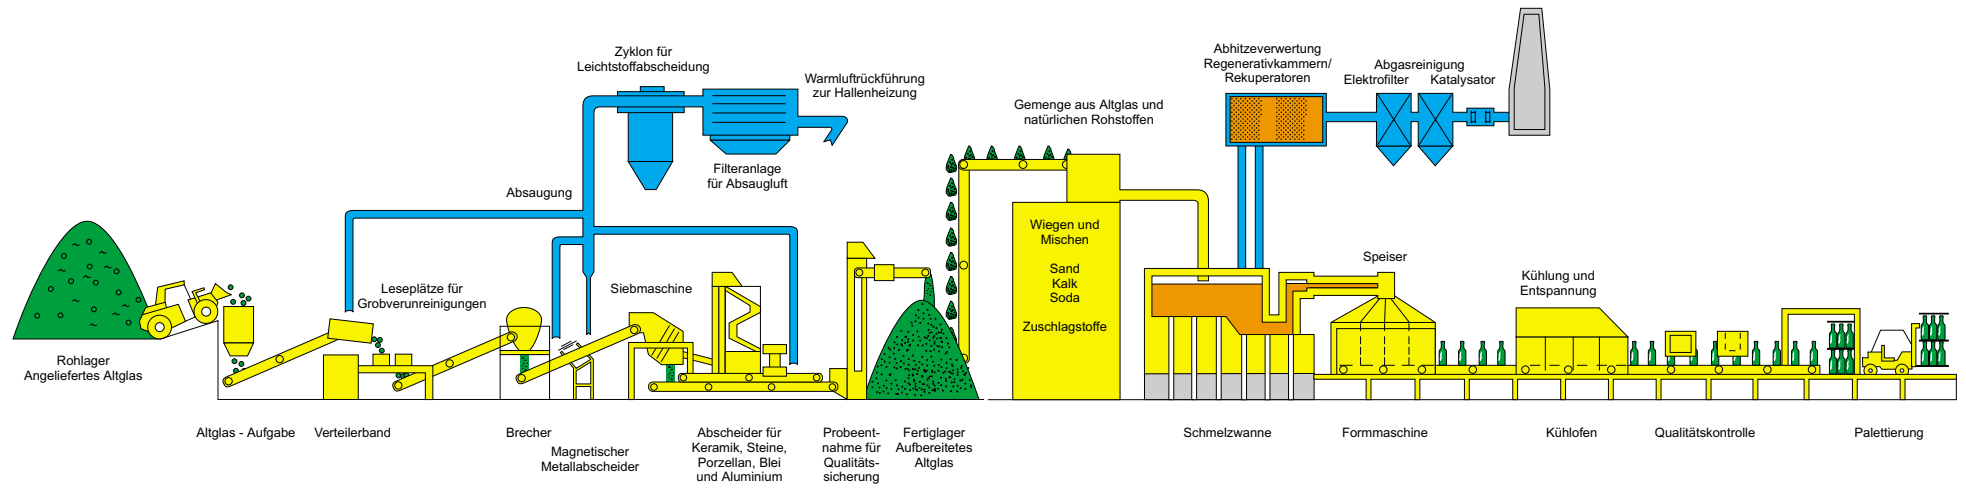 Zyklon für
Leichtstoffabscheidung
Warmluftrückführung
zur Hallenheizung
Filteranlage
für Absaugluft
Absaugung
Rohlager
Angeliefertes Altglas
Leseplätze für
Grobverunreinigungen
Siebmaschine
Altglas - Aufgabe
Verteilerband
Brecher
Magnetischer
Metallabscheider
Abscheider für
Keramik, Steine,
Porzellan, Blei
und Aluminium
Probeent-
nahme für
Qualitäts-
sicherung
Fertiglager
Aufbereitetes
Altglas
Gemenge aus Altglas und
natürlichen Rohstoffen
Wiegen und
Mischen
Sand
Kalk
Soda
Zuschlagstoffe
Abhitzeverwertung
Regenerativkammern/
Rekuperatoren
Abgasreinigung
Elektrofilter
Katalysator
Speiser
Kühlung und
Entspannung
Schmelzwanne
Formmaschine
Kühlofen
Qualitätskontrolle
Palettierung